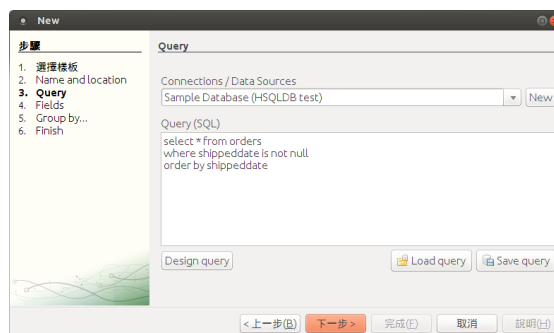 New
步驟
1. 選擇樣板
2. Name and location
3. Query
4. Fields
5. Group by...
6. Finish
Query
Connections / Data Sources
Sample Database (HSQLDB test)
New
Query (SQL)
select * from orders
where shippeddate is not null
order by shippeddate
Design query
Load query
Save query
< 上一步(B)
下一步 >
完成(F)
取消
說明(H)